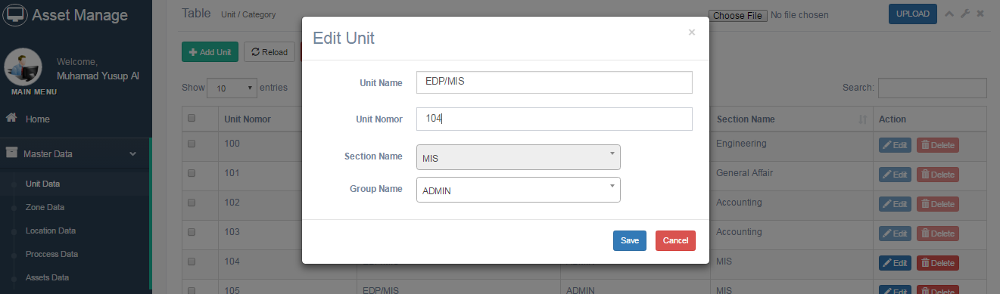 Asset Manage
Welcome,
Muhamad Yusup Al
MAIN MENU
Home
Master Data
Unit Data
Zone Data
Location Data
Proccess Data
Assets Data
Table Unit / Category
Choose File No file chosen
UPLOAD
Add Unit
Reload
Show 10 entries
Search:
Unit Nomor Section Name Action
100 Engineering Edit Delete
101 General Affair Edit Delete
102 Accounting Edit Delete
103 Accounting Edit Delete
104 MIS Edit Delete
105 EDP/MIS ADMIN MIS Edit Delete
Edit Unit
×
Unit Name EDP/MIS
Unit Nomor 104
Section Name MIS
Group Name ADMIN
Save Cancel